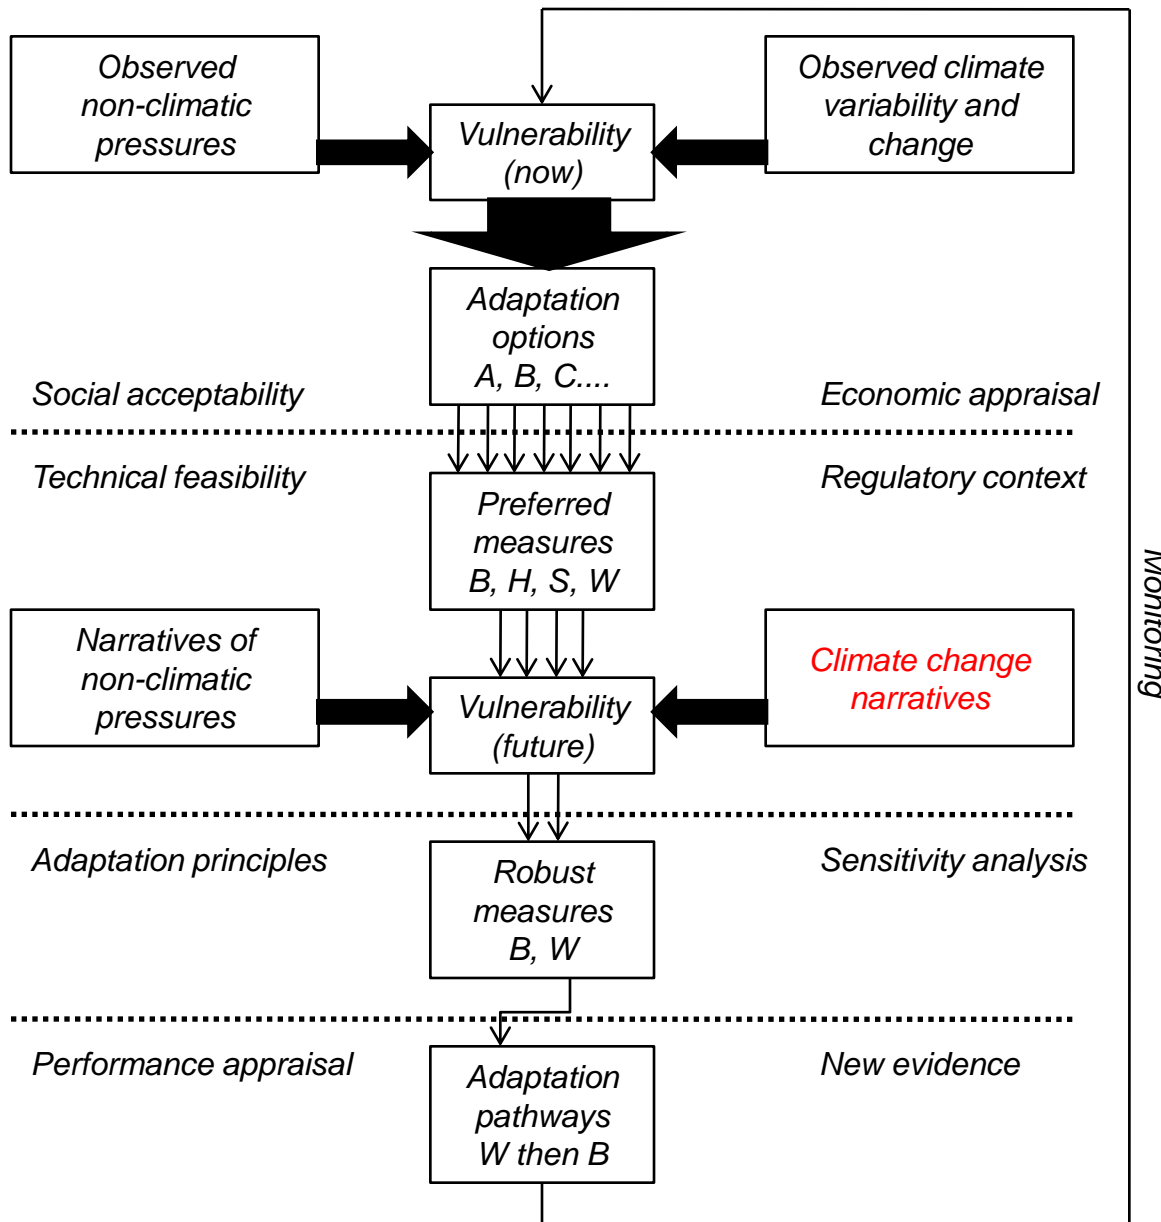 Observed
non-climatic
pressures
Vulnerability
(now)
Observed climate
variability and
change
Adaptation
options
A, B, C....
Social acceptability
Economic appraisal
Technical feasibility
Regulatory context
Preferred
measures
B, H, S, W
Monitoring
Narratives of
non-climatic
pressures
Vulnerability
(future)
Climate change
narratives
Adaptation principles
Sensitivity analysis
Robust
measures
B, W
Performance appraisal
New evidence
Adaptation
pathways
W then B